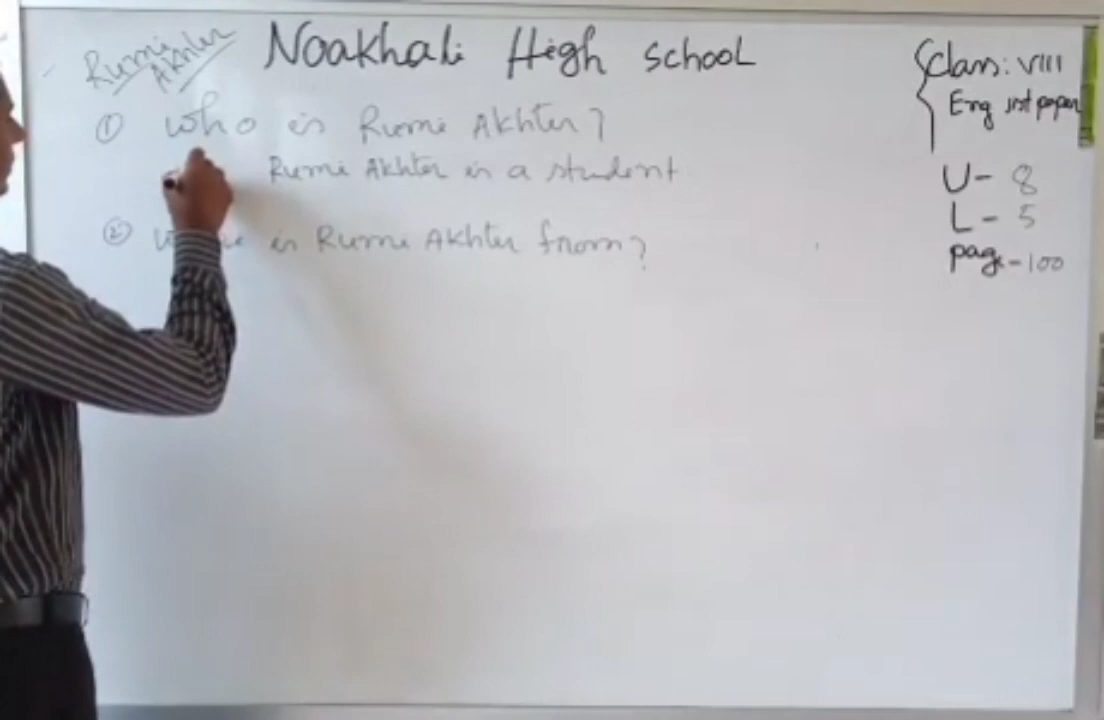 Rumi Akhter
Noakhali High school
① Who is Rumi Akhter?
Rumi Akhter is a student
② is Rumi Akhter from?
Class: VIII
Eng 1st paper
U- 8
L- 5
page-100